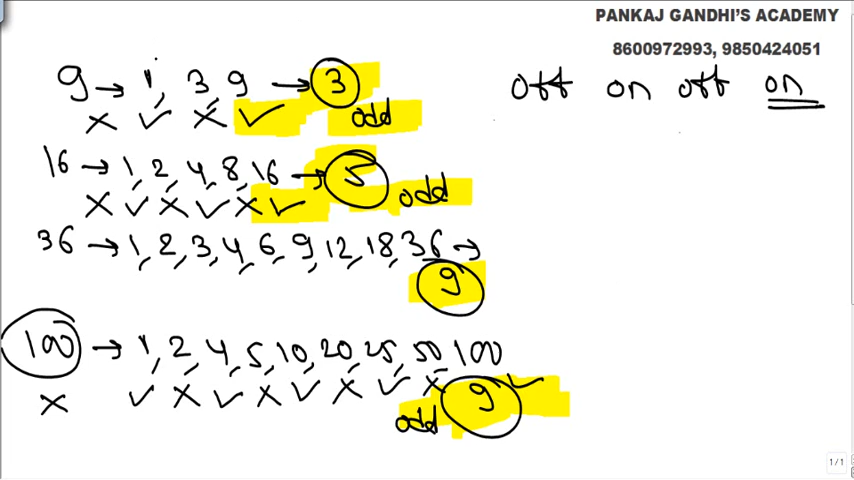 PANKAJ GANDHI'S ACADEMY
8600972993, 9850424051
9 → 1, 3, 9 → 3
off on off on
× ✓ × ✓ odd
16 → 1, 2, 4, 8, 16 → 5
× ✓ × ✓ × ✓ odd
36 → 1, 2, 3, 4, 6, 9, 12, 18, 36 →
9
100 → 1, 2, 4, 5, 10, 20, 25, 50, 100
× ✓ × ✓ × ✓ × ✓ × ✓
odd 9
1/1